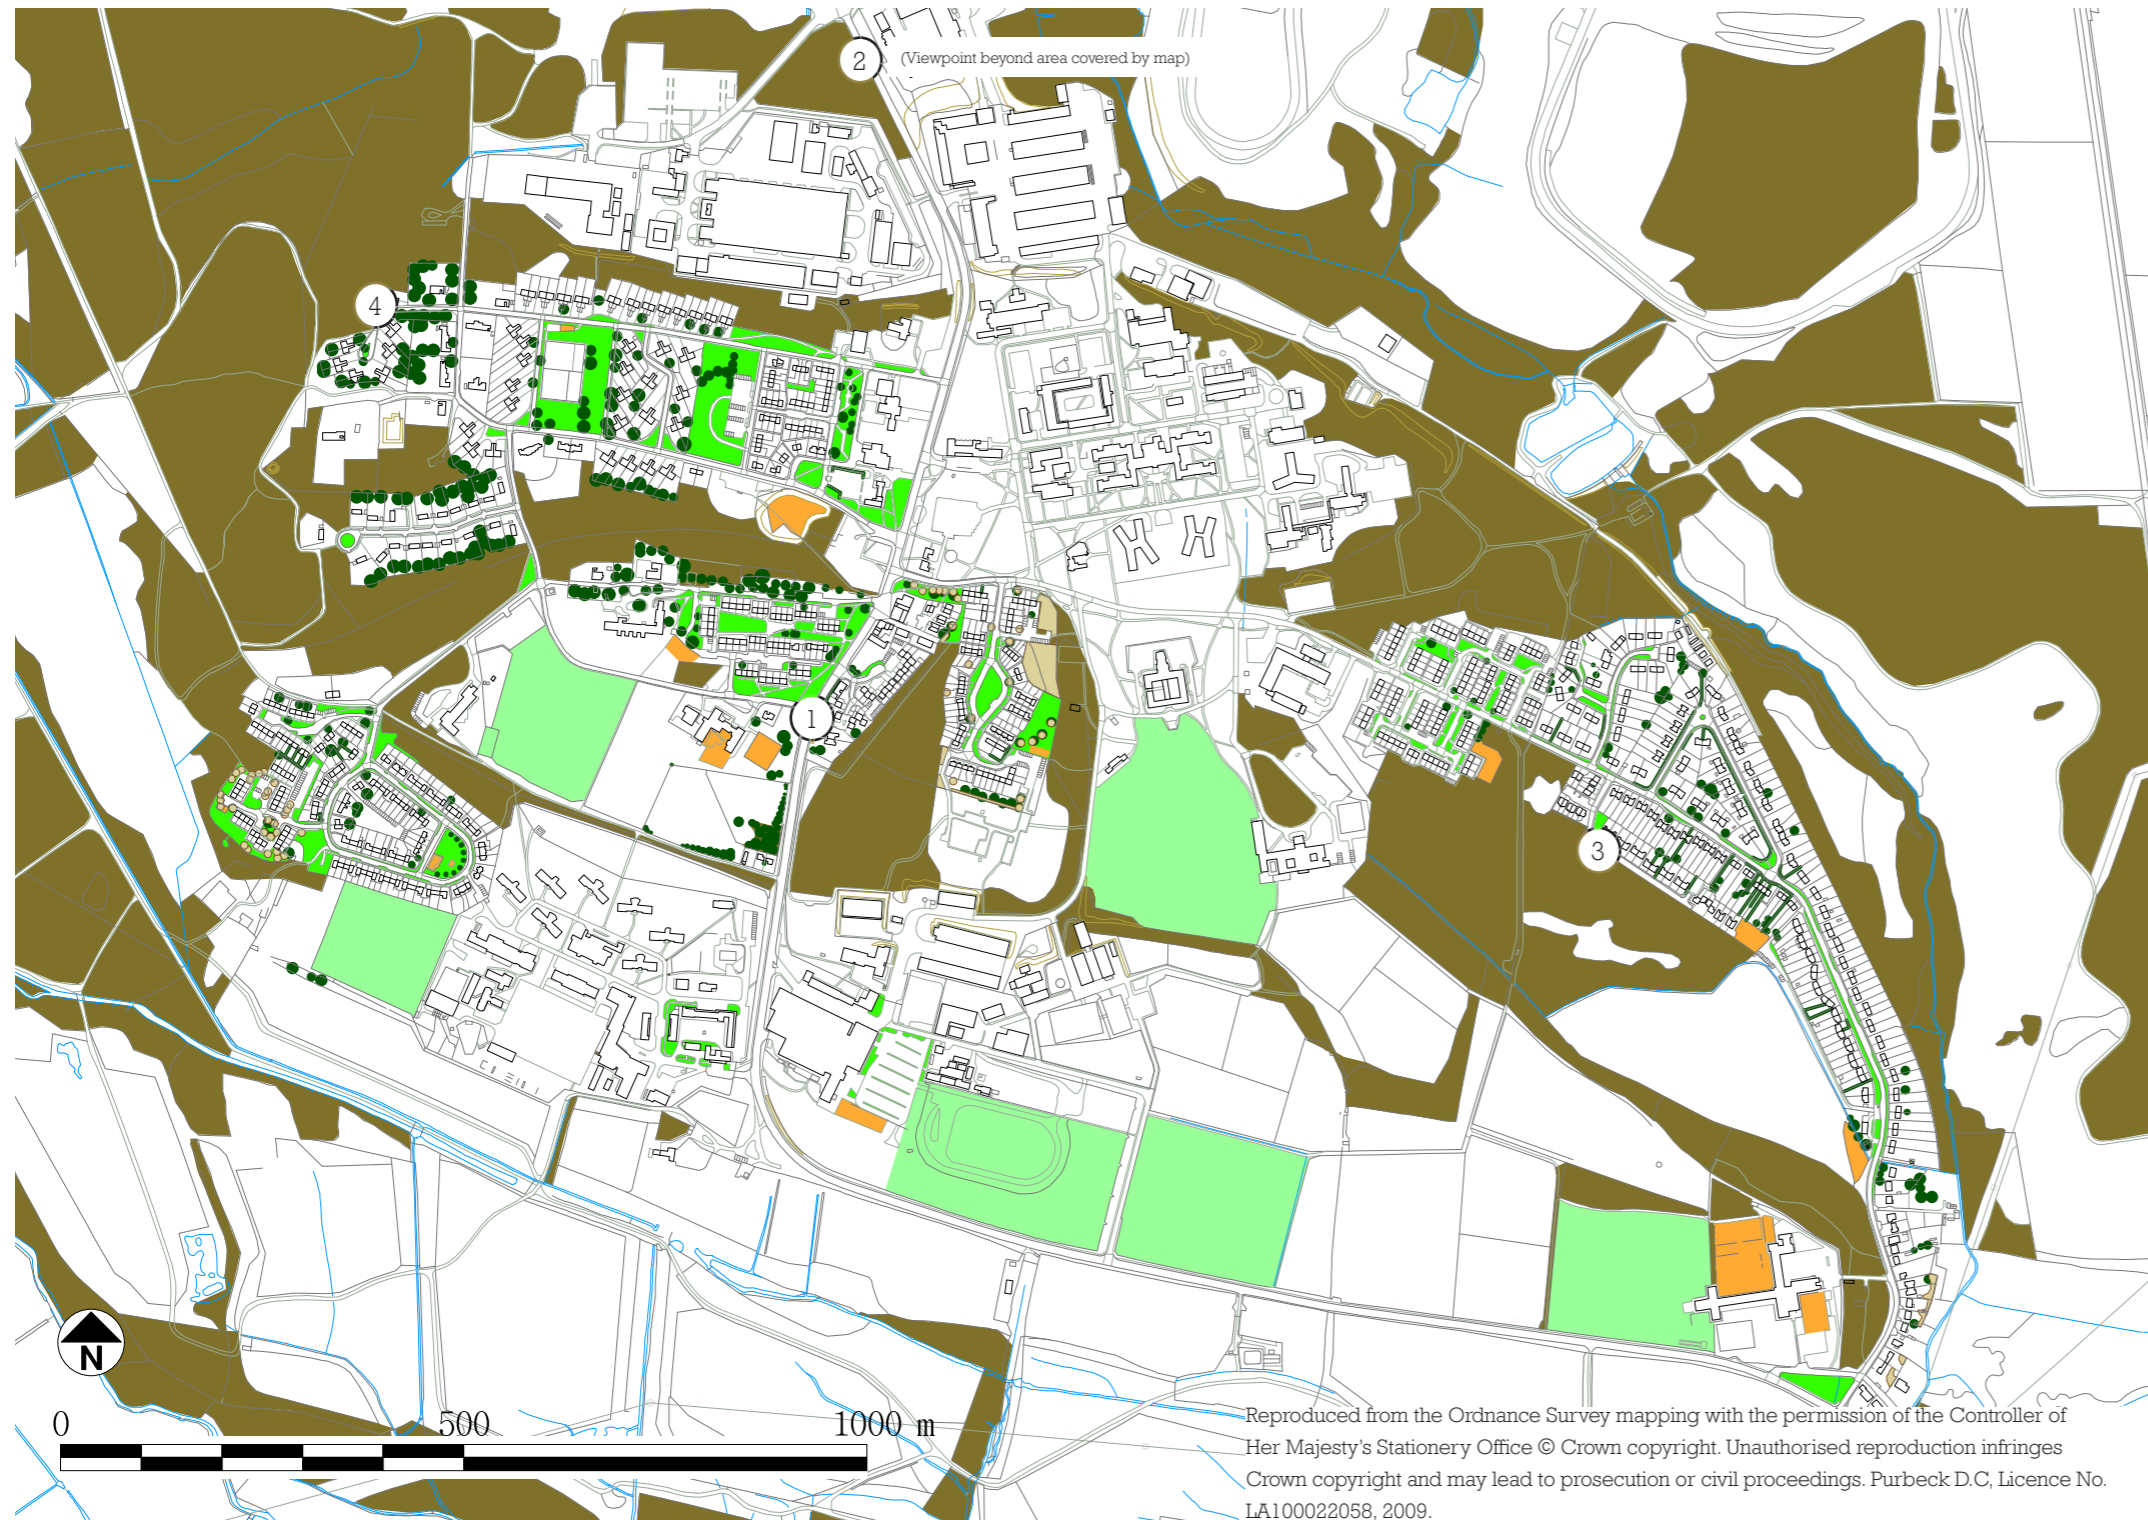 2
(Viewpoint beyond area covered by map)
4
1
3
N
0
500
1000 m
Reproduced from the Ordnance Survey mapping with the permission of the Controller of
Her Majesty's Stationery Office © Crown copyright. Unauthorised reproduction infringes
Crown copyright and may lead to prosecution or civil proceedings. Purbeck D.C, Licence No.
LA100022058, 2009.